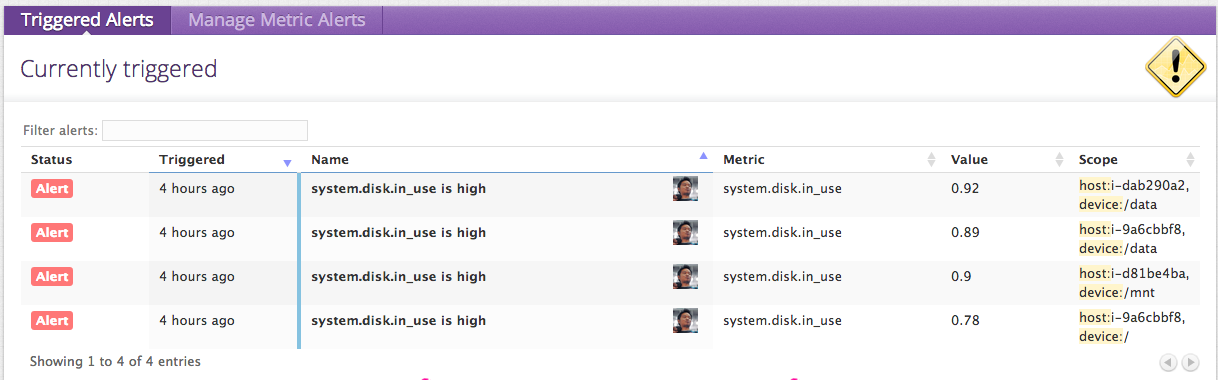 Triggered Alerts Manage Metric Alerts
Currently triggered
Filter alerts:
Status Triggered Name Metric Value Scope
Alert 4 hours ago system.disk.in_use is high system.disk.in_use 0.92 host:i-dab290a2,
device:/data
Alert 4 hours ago system.disk.in_use is high system.disk.in_use 0.89 host:i-9a6cbbf8,
device:/data
Alert 4 hours ago system.disk.in_use is high system.disk.in_use 0.9 host:i-d81be4ba,
device:/mnt
Alert 4 hours ago system.disk.in_use is high system.disk.in_use 0.78 host:i-9a6cbbf8,
device:/
Showing 1 to 4 of 4 entries